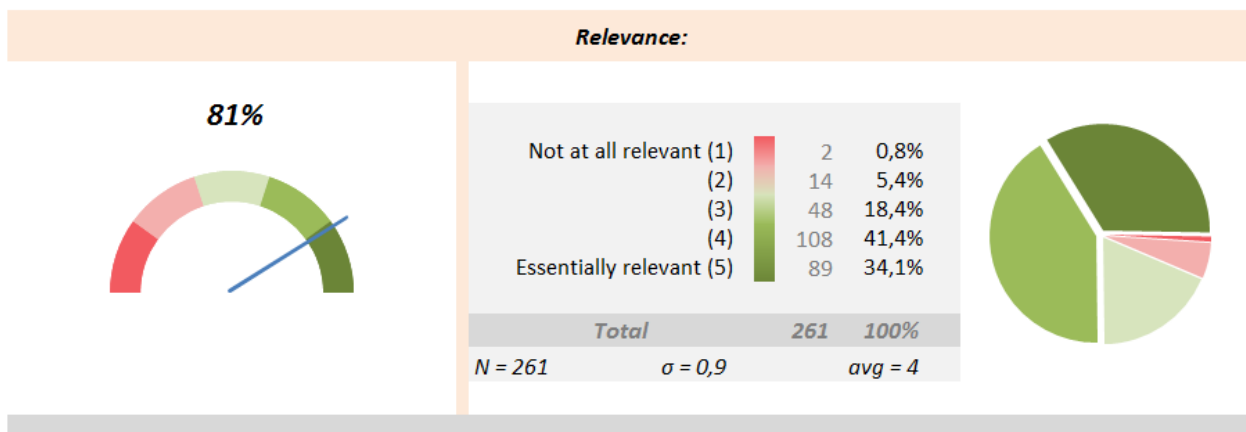 Relevance:
81%
Not at all relevant (1) 2 0,8%
(2) 14 5,4%
(3) 48 18,4%
(4) 108 41,4%
Essentially relevant (5) 89 34,1%
Total 261 100%
N = 261 σ = 0,9 avg = 4